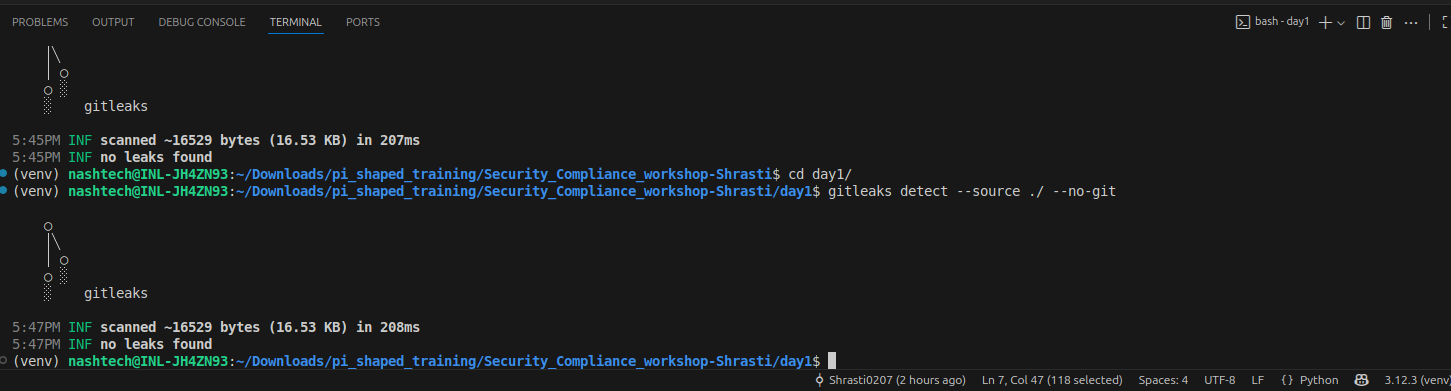 PROBLEMS OUTPUT DEBUG CONSOLE TERMINAL PORTS bash - day1
gitleaks
5:45PM INF scanned ~16529 bytes (16.53 KB) in 207ms
5:45PM INF no leaks found
(venv) nashtech@INL-JH4ZN93:~/Downloads/pi_shaped_training/Security_Compliance_workshop-Shrasti$ cd day1/
(venv) nashtech@INL-JH4ZN93:~/Downloads/pi_shaped_training/Security_Compliance_workshop-Shrasti/day1$ gitleaks detect --source ./ --no-git
gitleaks
5:47PM INF scanned ~16529 bytes (16.53 KB) in 208ms
5:47PM INF no leaks found
(venv) nashtech@INL-JH4ZN93:~/Downloads/pi_shaped_training/Security_Compliance_workshop-Shrasti/day1$
Shrasti0207 (2 hours ago) Ln 7, Col 47 (118 selected) Spaces: 4 UTF-8 LF {} Python 3.12.3 (venv)